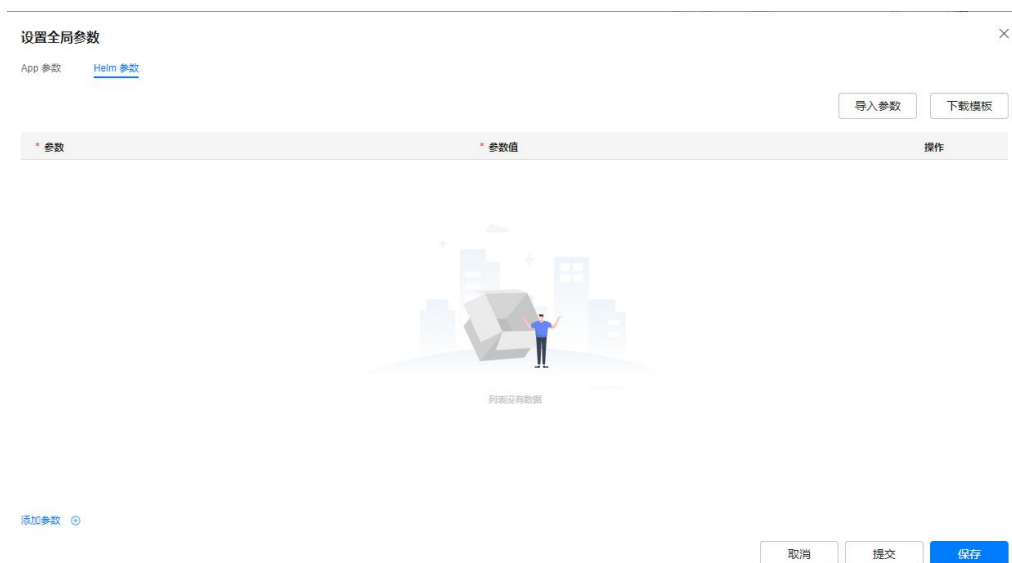 设置全局参数
App 参数 Helm 参数
导入参数 下载模板
* 参数 * 参数值 操作
列表没有数据
添加参数
取消 提交 保存